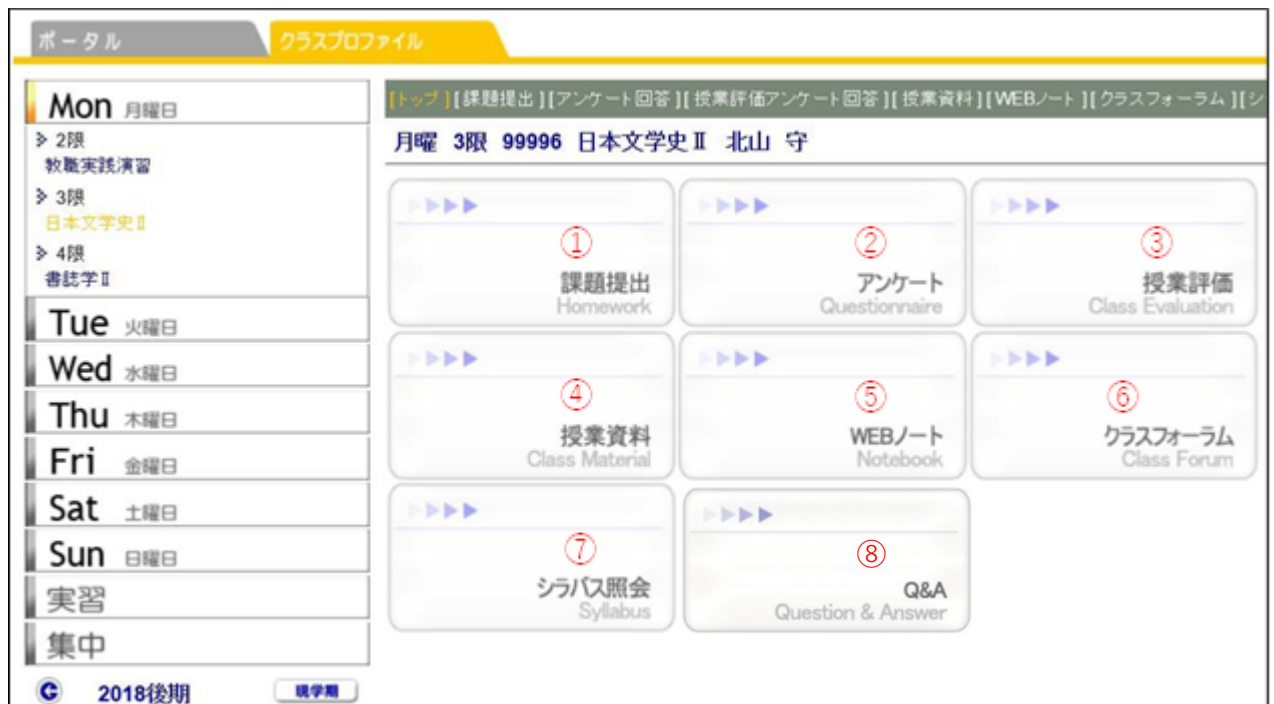 ポータル
クラスプロファイル
Mon 月曜日
2限
教職実践演習
3限
日本文学史Ⅱ
4限
書誌学Ⅱ
Tue 火曜日
Wed 水曜日
Thu 木曜日
Fri 金曜日
Sat 土曜日
Sun 日曜日
実習
集中
2018後期
現学期
[トップ][課題提出][アンケート回答][授業評価アンケート回答][授業資料][WEBノート][クラスフォーラム][シ
月曜 3限 99996 日本文学史Ⅱ 北山 守
①
課題提出
Homework
②
アンケート
Questionnaire
③
授業評価
Class Evaluation
④
授業資料
Class Material
⑤
WEBノート
Notebook
⑥
クラスフォーラム
Class Forum
⑦
シラバス照会
Syllabus
⑧
Q&A
Question & Answer